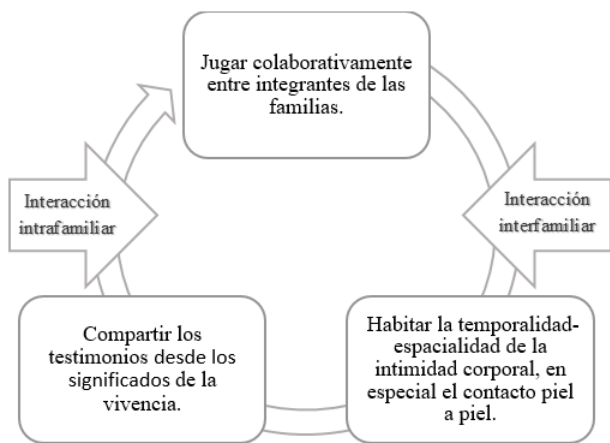 Jugar colaborativamente
entre integrantes de las
familias.
Interacción
intrafamiliar
Interacción
interfamiliar
Compartir los
testimonios desde los
significados de la
vivencia.
Habitar la temporalidad-
espacialidad de la
intimidad corporal, en
especial el contacto piel
a piel.